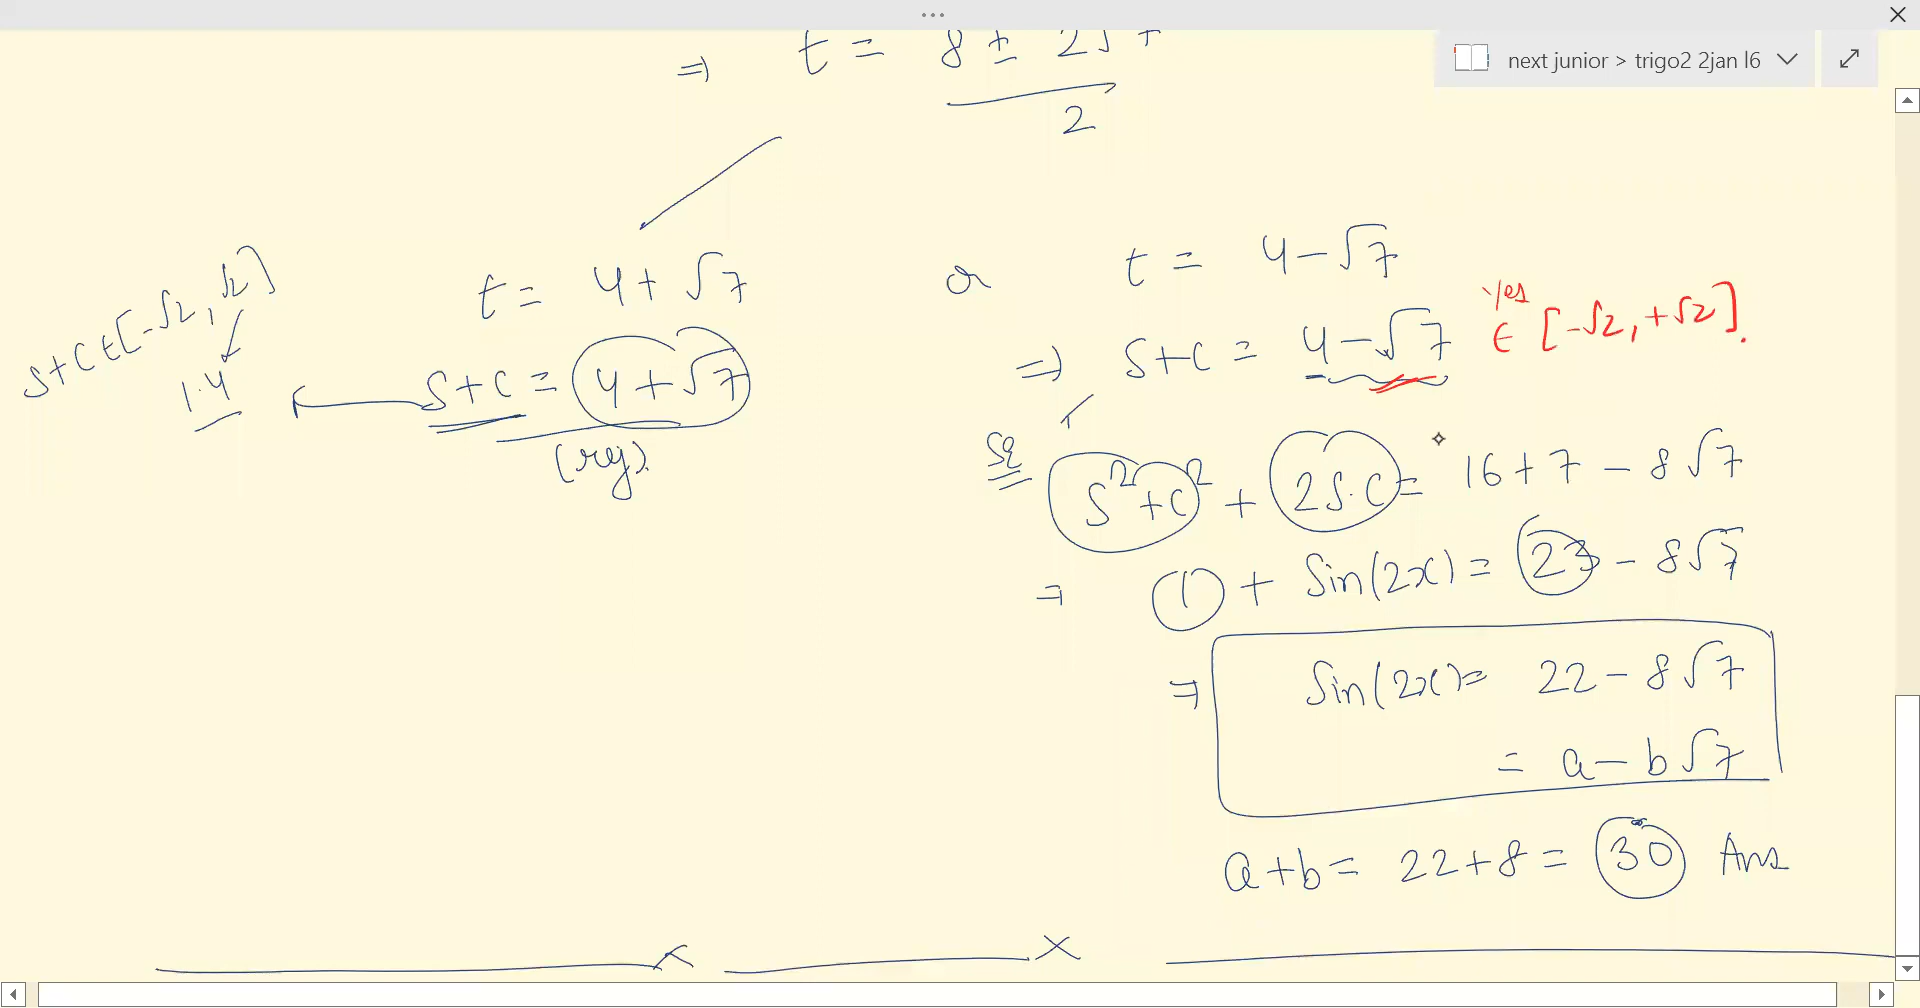 next junior > trigo2 2jan l6
⇒ t = 8 ± 2√7
2
t = 4 + √7 or t = 4 − √7
s+c ∈ [-√2, √2]
1.4
s+c = 4 + √7
(rej).
⇒ s+c = 4 − √7
yes
∈ [-√2, +√2].
Sq
s²+c² + 2s.c = 16 + 7 − 8√7
⇒ 1 + Sin(2x) = 23 − 8√7
⇒ Sin(2x) = 22 − 8√7
= a − b√7
a+b = 22+8 = 30 Ans